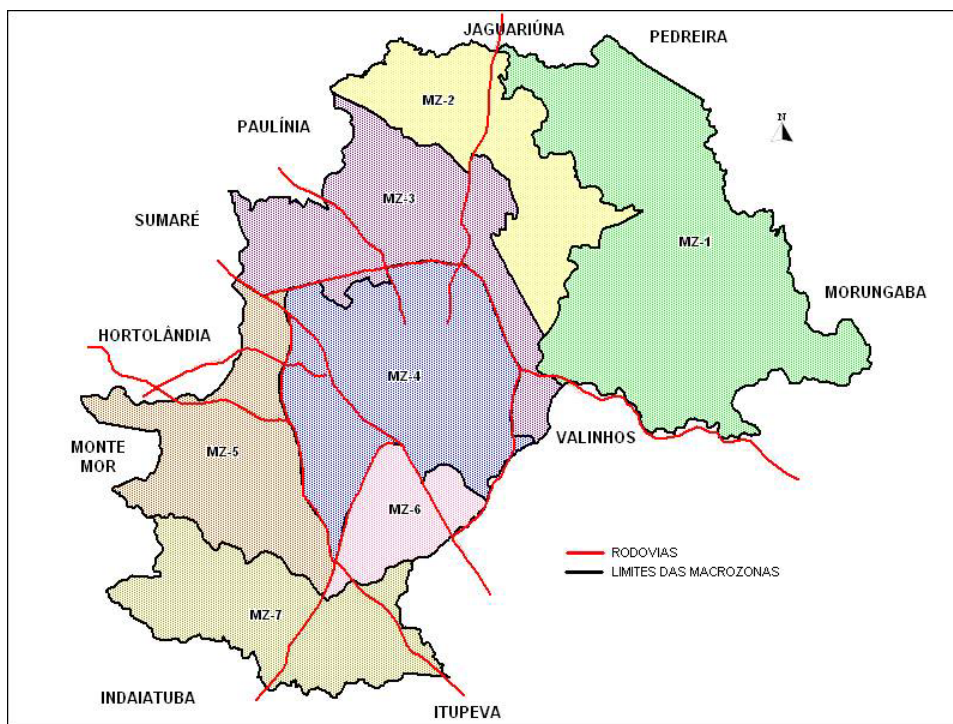 JAGUARIÚNA
PEDREIRA
MZ-2
PAULÍNIA
N
MZ-3
SUMARÉ
MZ-1
MORUNGABA
HORTOLÂNDIA
MZ-4
VALINHOS
MONTE
MOR
MZ-5
MZ-6
RODOVIAS
LIMITES DAS MACROZONAS
MZ-7
INDAIATUBA
ITUPEVA